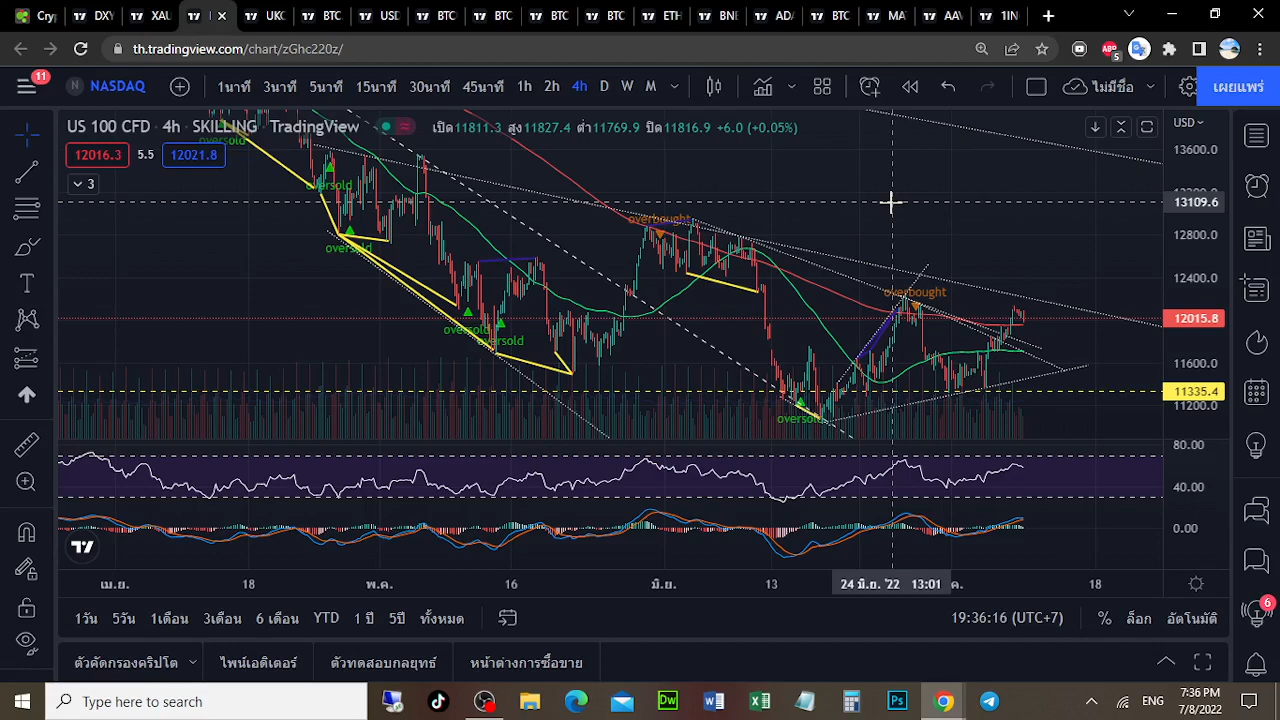 Cryp
DXY
XAU
UKO
BTC
USD
BTC
BTC
BTC
BTC
ETH
BNE
ADA
BTC
MA
AAV
1IN
th.tradingview.com/chart/zGhc220z/
5
11
NASDAQ
1นาที
3นาที
5นาที
15นาที
30นาที
45นาที
1h
2h
4h
D
W
M
ไม่มีชื่อ
เผยแพร่
US 100 CFD · 4h · SKILLING · TradingView
เปิด11811.3 สูง11827.4 ต่ำ11769.9 ปิด11816.9 +6.0 (+0.05%)
USD
12016.3
5.5
12021.8
3
oversold
oversold
oversold
oversold
oversold
oversold
overbought
overbought
13600.0
13109.6
12800.0
12400.0
12015.8
11600.0
11335.4
11200.0
80.00
40.00
0.00
เม.ย.
18
พ.ค.
16
มิ.ย.
13
24 มิ.ย. '22 13:01
18
1วัน
5วัน
1เดือน
3เดือน
6 เดือน
YTD
1 ปี
5ปี
ทั้งหมด
19:36:16 (UTC+7)
%
ล็อก
อัตโนมัติ
6
ตัวคัดกรองคริปโต
ไพน์เอดิเตอร์
ตัวทดสอบกลยุทธ์
หน้าต่างการซื้อขาย
Type here to search
Dw
Ps
ENG
7:36 PM
7/8/2022